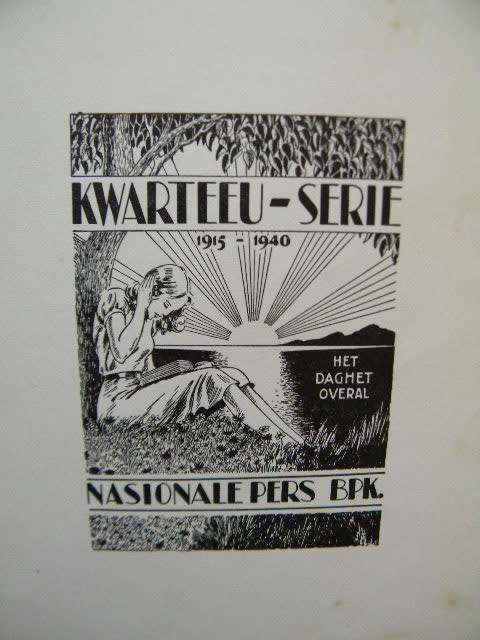 KWARTEEU - SERIE
1915 - 1940
HET
DAGHET
OVERAL
NASIONALE PERS BPK.